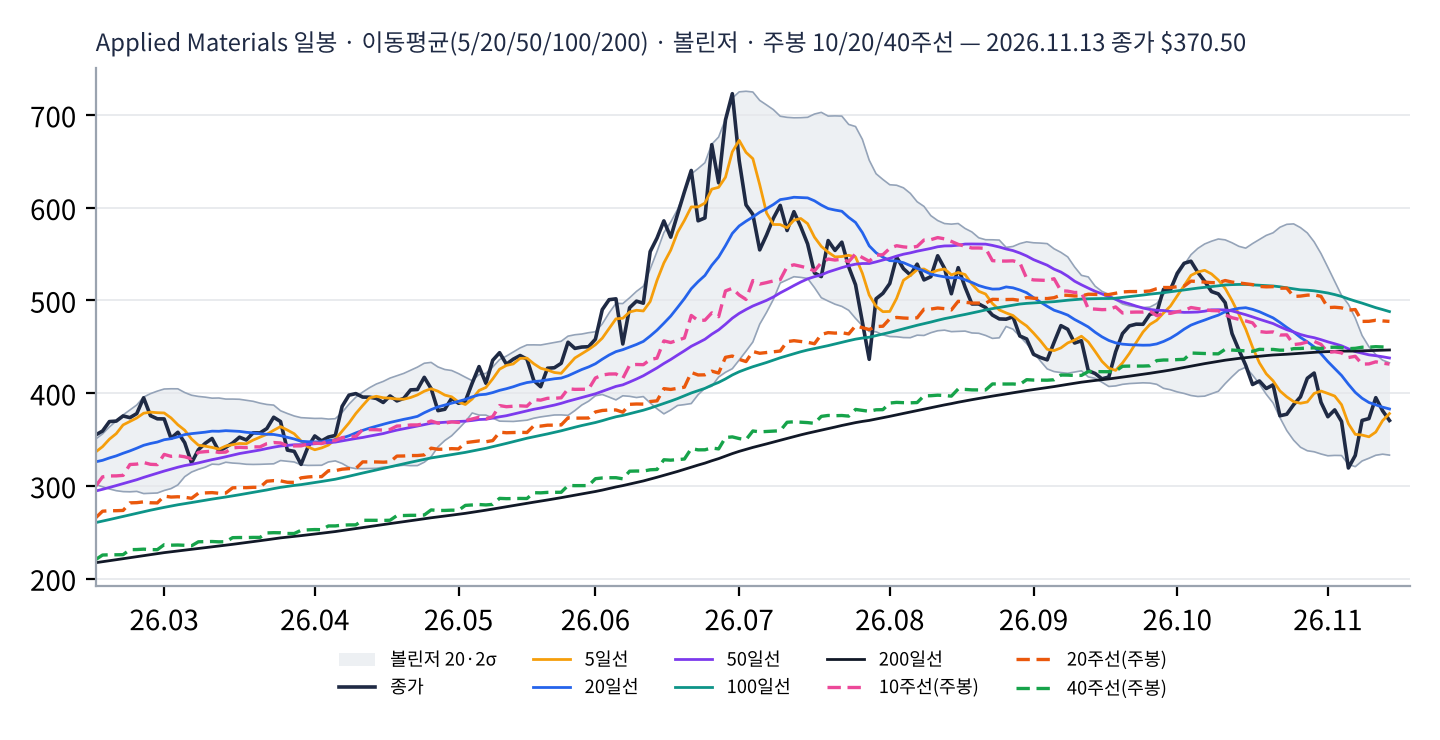 Applied Materials 일봉 · 이동평균(5/20/50/100/200) · 볼린저 · 주봉 10/20/40주선 — 2026.11.13 종가 $370.50
700
600
500
400
300
200
26.03 26.04 26.05 26.06 26.07 26.08 26.09 26.10 26.11
볼린저 20·2σ 5일선 50일선 200일선 20주선(주봉)
종가 20일선 100일선 10주선(주봉) 40주선(주봉)